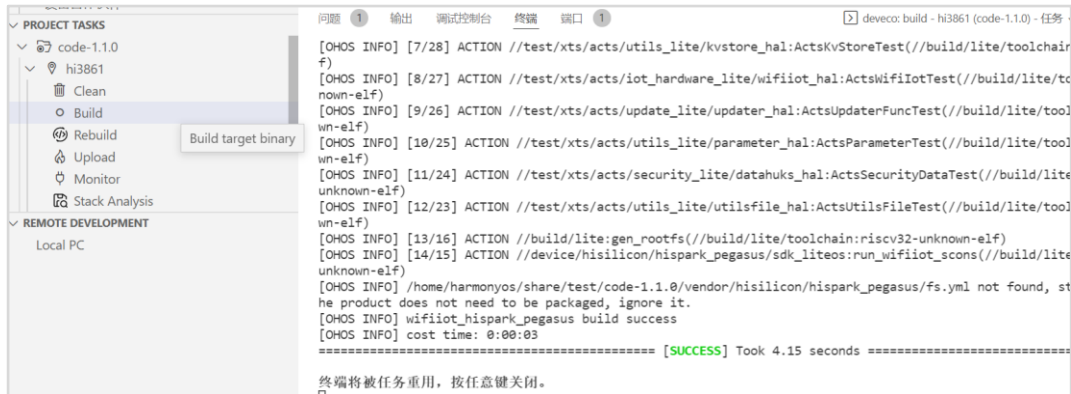 PROJECT TASKS
code-1.1.0
hi3861
Clean
Build
Rebuild
Build target binary
Upload
Monitor
Stack Analysis
REMOTE DEVELOPMENT
Local PC
问题 1 输出 调试控制台 终端 端口 1
deveco: build - hi3861 (code-1.1.0) - 任务
[OHOS INFO] [7/28] ACTION //test/xts/acts/utils_lite/kvstore_hal:ActsKvStoreTest(//build/lite/toolchain
f)
[OHOS INFO] [8/27] ACTION //test/xts/acts/iot_hardware_lite/wifiiot_hal:ActsWifiIotTest(//build/lite/to
nown-elf)
[OHOS INFO] [9/26] ACTION //test/xts/acts/update_lite/updater_hal:ActsUpdaterFuncTest(//build/lite/tool
wn-elf)
[OHOS INFO] [10/25] ACTION //test/xts/acts/utils_lite/parameter_hal:ActsParameterTest(//build/lite/tool
wn-elf)
[OHOS INFO] [11/24] ACTION //test/xts/acts/security_lite/datahuks_hal:ActsSecurityDataTest(//build/lite
unknown-elf)
[OHOS INFO] [12/23] ACTION //test/xts/acts/utils_lite/utilsfile_hal:ActsUtilsFileTest(//build/lite/tool
wn-elf)
[OHOS INFO] [13/16] ACTION //build/lite:gen_rootfs(//build/lite/toolchain:riscv32-unknown-elf)
[OHOS INFO] [14/15] ACTION //device/hisilicon/hispark_pegasus/sdk_liteos:run_wifiiot_scons(//build/lite
unknown-elf)
[OHOS INFO] /home/harmonyos/share/test/code-1.1.0/vendor/hisilicon/hispark_pegasus/fs.yml not found, st
he product does not need to be packaged, ignore it.
[OHOS INFO] wifiiot_hispark_pegasus build success
[OHOS INFO] cost time: 0:00:03
============================================== [SUCCESS] Took 4.15 seconds ============================
终端将被任务重用，按任意键关闭。